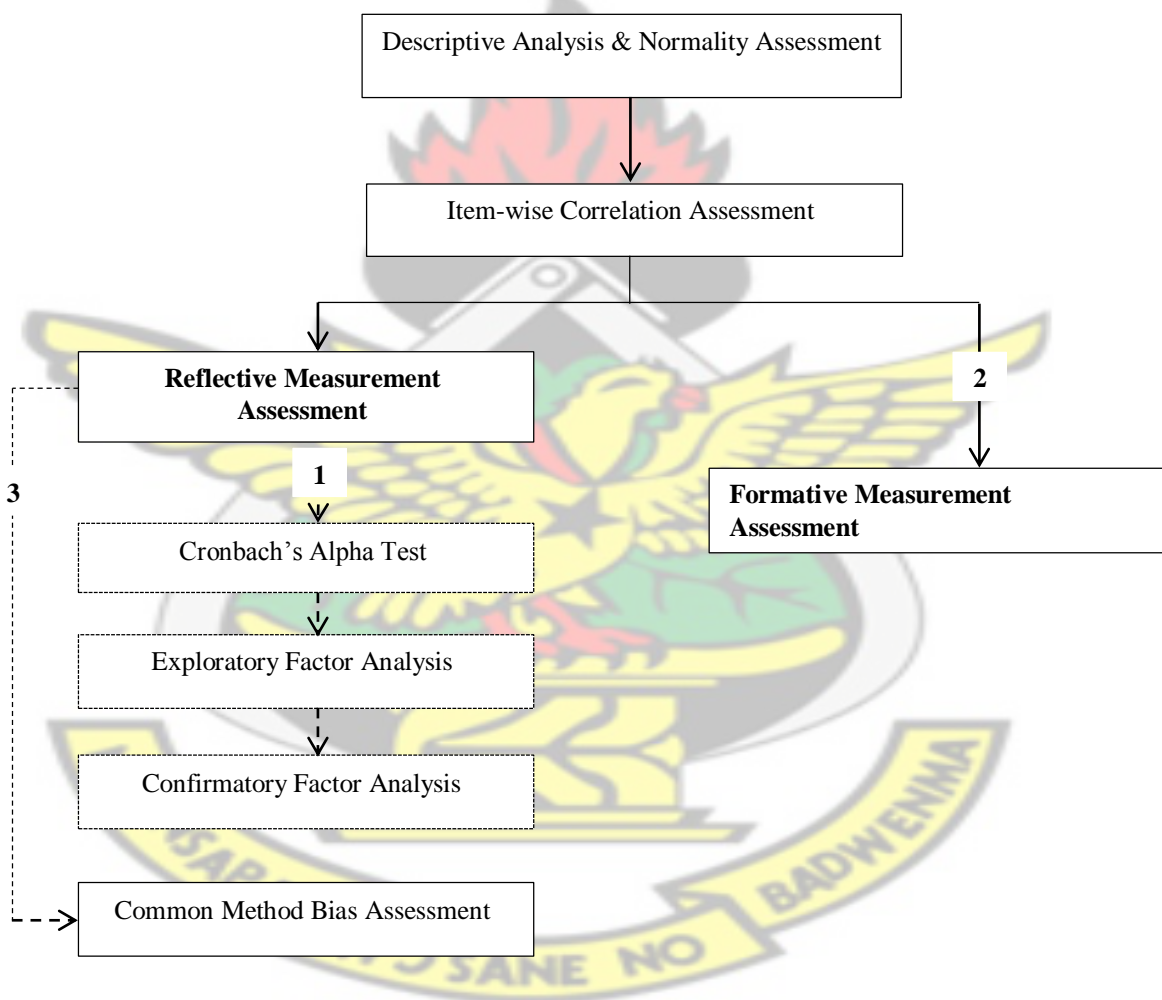 Descriptive Analysis & Normality Assessment
Item-wise Correlation Assessment
Reflective Measurement
Assessment
2
1
3
Formative Measurement
Assessment
Cronbach’s Alpha Test
Exploratory Factor Analysis
Confirmatory Factor Analysis
Common Method Bias Assessment
SANE NO
BADWENMA